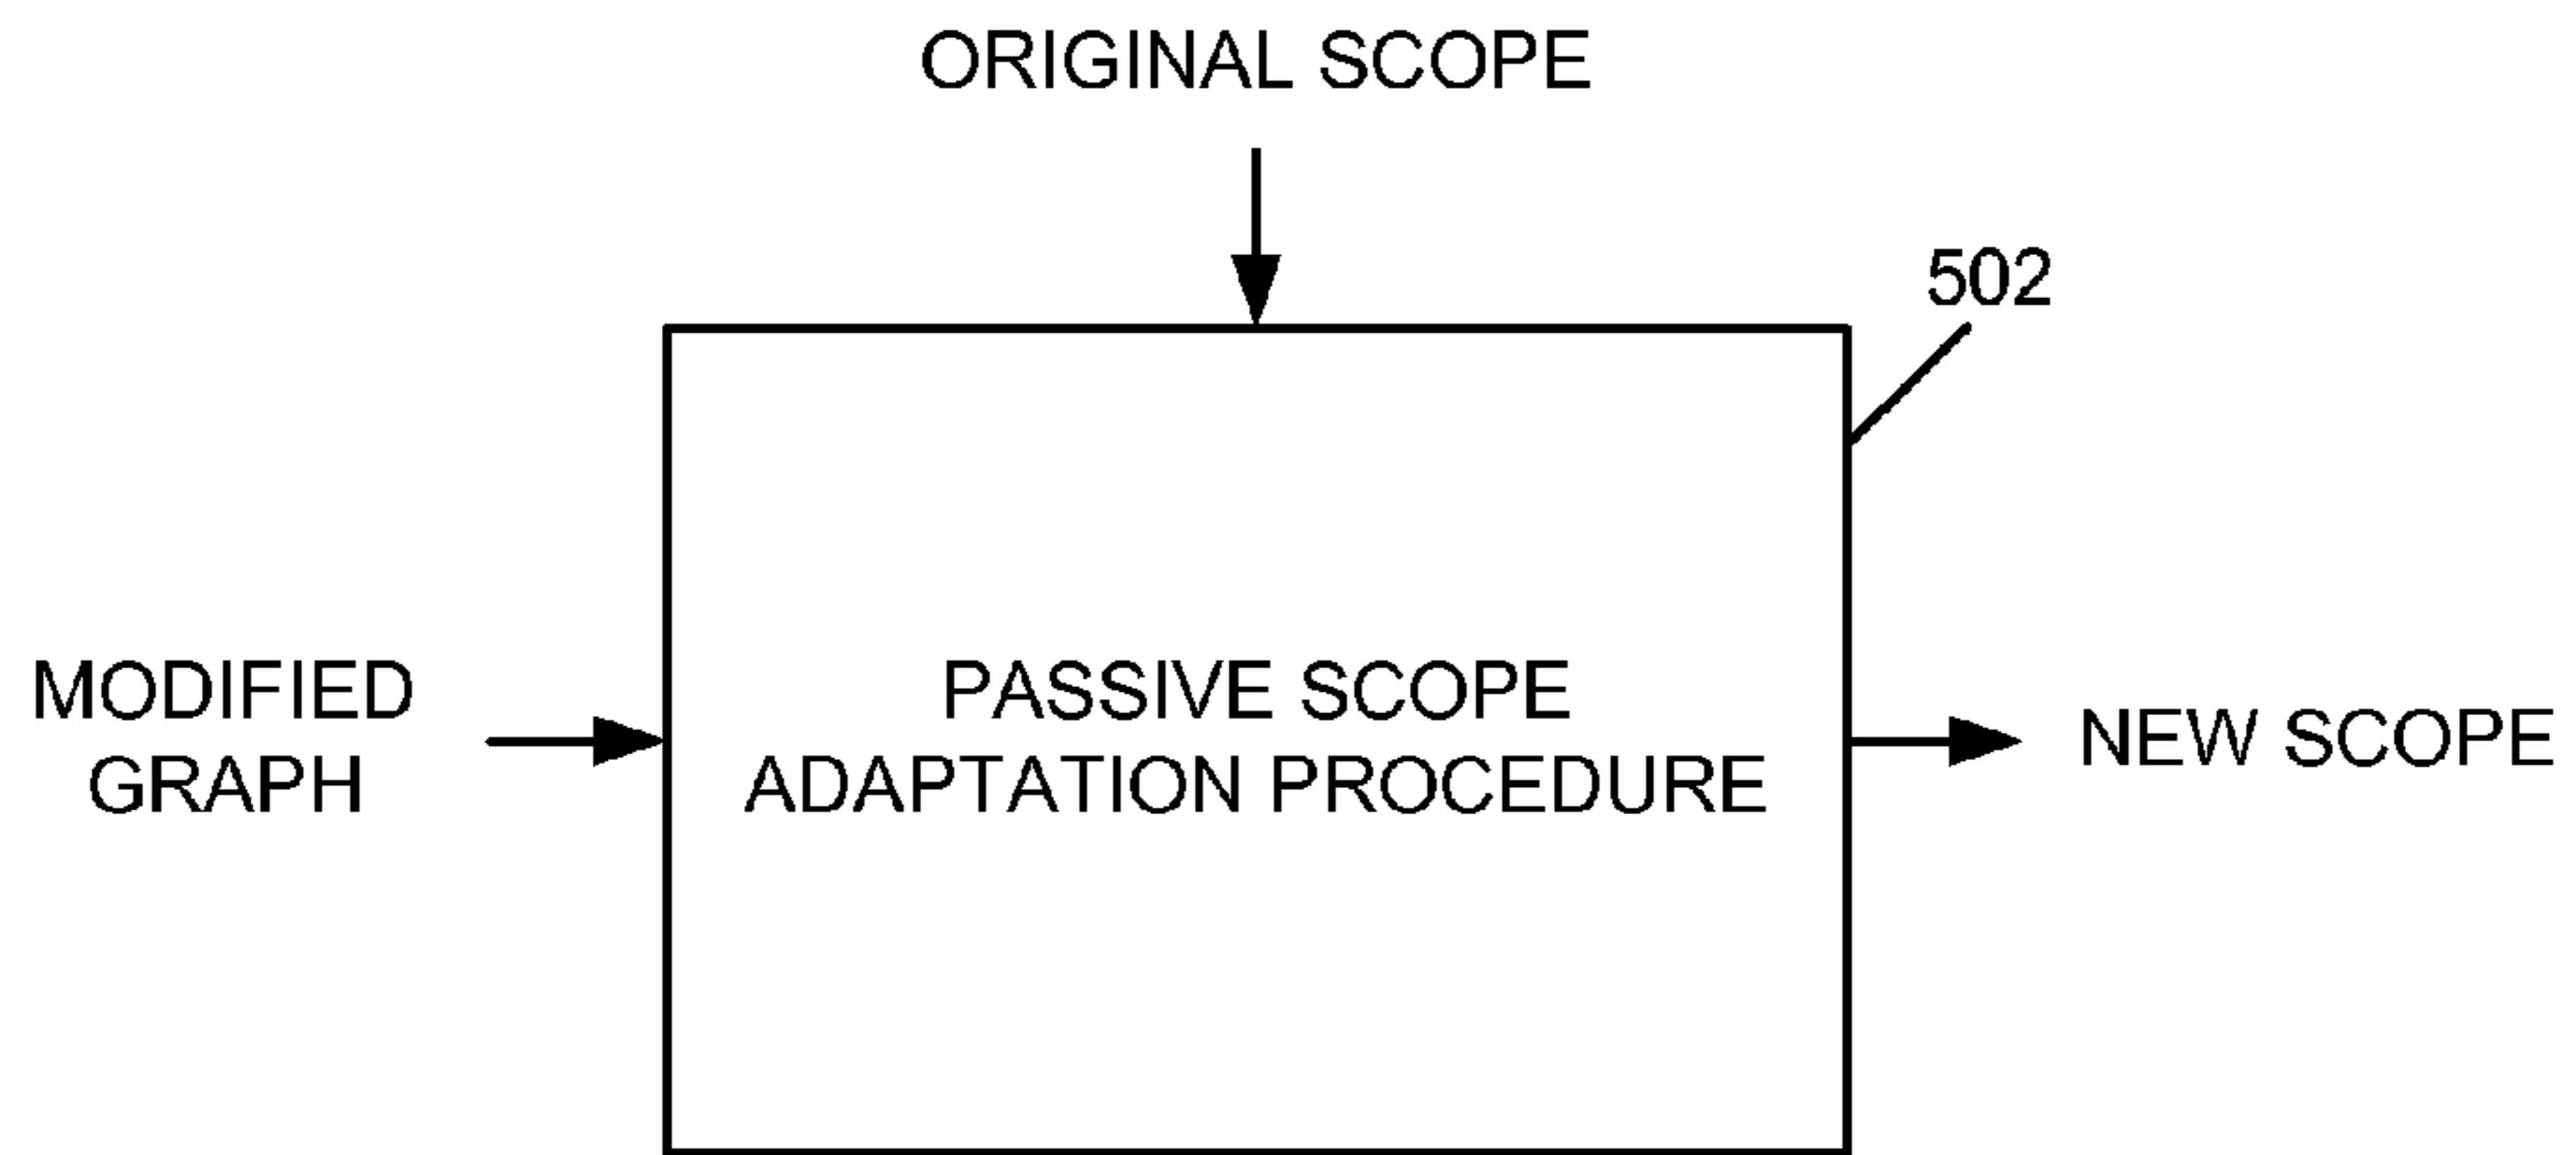 ORIGINAL SCOPE
502
MODIFIED
GRAPH
PASSIVE SCOPE
ADAPTATION PROCEDURE
NEW SCOPE